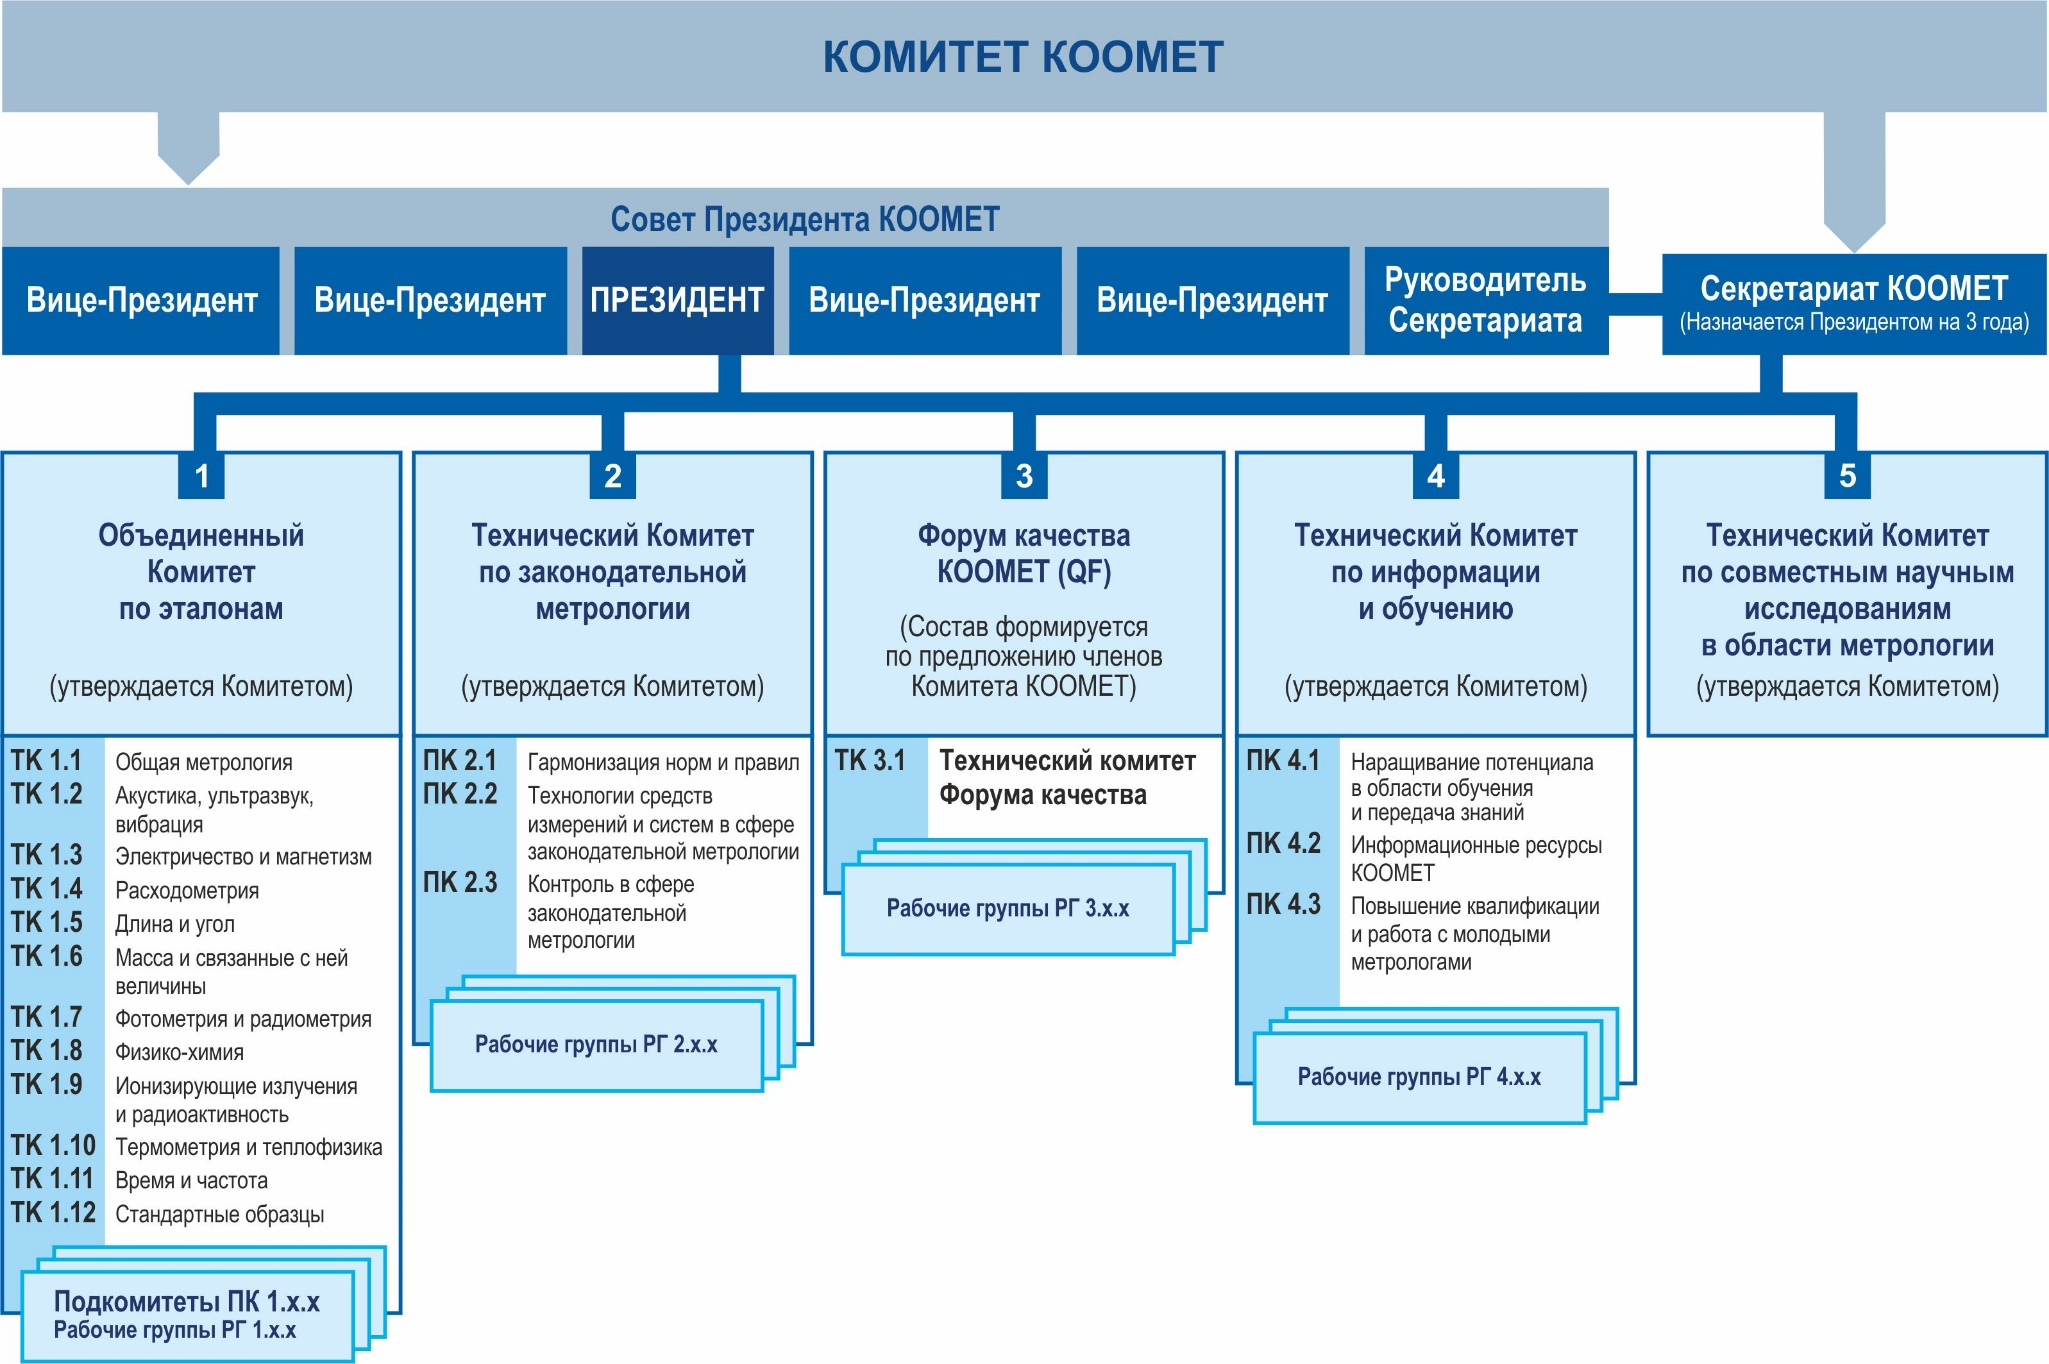 КОМИТЕТ КООМЕТ
Совет Президента КООМЕТ
Вице-Президент
Вице-Президент
ПРЕЗИДЕНТ
Вице-Президент
Вице-Президент
Руководитель
Секретариата
Секретариат КООМЕТ
(Назначается Президентом на 3 года)
1
Объединенный
Комитет
по эталонам
(утверждается Комитетом)
ТК 1.1 Общая метрология
ТК 1.2 Акустика, ультразвук,
вибрация
ТК 1.3 Электричество и магнетизм
ТК 1.4 Расходометрия
ТК 1.5 Длина и угол
ТК 1.6 Масса и связанные с ней
величины
ТК 1.7 Фотометрия и радиометрия
ТК 1.8 Физико-химия
ТК 1.9 Ионизирующие излучения
и радиоактивность
ТК 1.10 Термометрия и теплофизика
ТК 1.11 Время и частота
ТК 1.12 Стандартные образцы
Подкомитеты ПК 1.х.х
Рабочие группы РГ 1.х.х
2
Технический Комитет
по законодательной
метрологии
(утверждается Комитетом)
ПК 2.1 Гармонизация норм и правил
ПК 2.2 Технологии средств
измерений и систем в сфере
законодательной метрологии
ПК 2.3 Контроль в сфере
законодательной
метрологии
Рабочие группы РГ 2.х.х
3
Форум качества
КООМЕТ (QF)
(Состав формируется
по предложению членов
Комитета КООМЕТ)
ТК 3.1 Технический комитет
Форума качества
Рабочие группы РГ 3.х.х
4
Технический Комитет
по информации
и обучению
(утверждается Комитетом)
ПК 4.1 Наращивание потенциала
в области обучения
и передача знаний
ПК 4.2 Информационные ресурсы
КООМЕТ
ПК 4.3 Повышение квалификации
и работа с молодыми
метрологами
Рабочие группы РГ 4.х.х
5
Технический Комитет
по совместным научным
исследованиям
в области метрологии
(утверждается Комитетом)